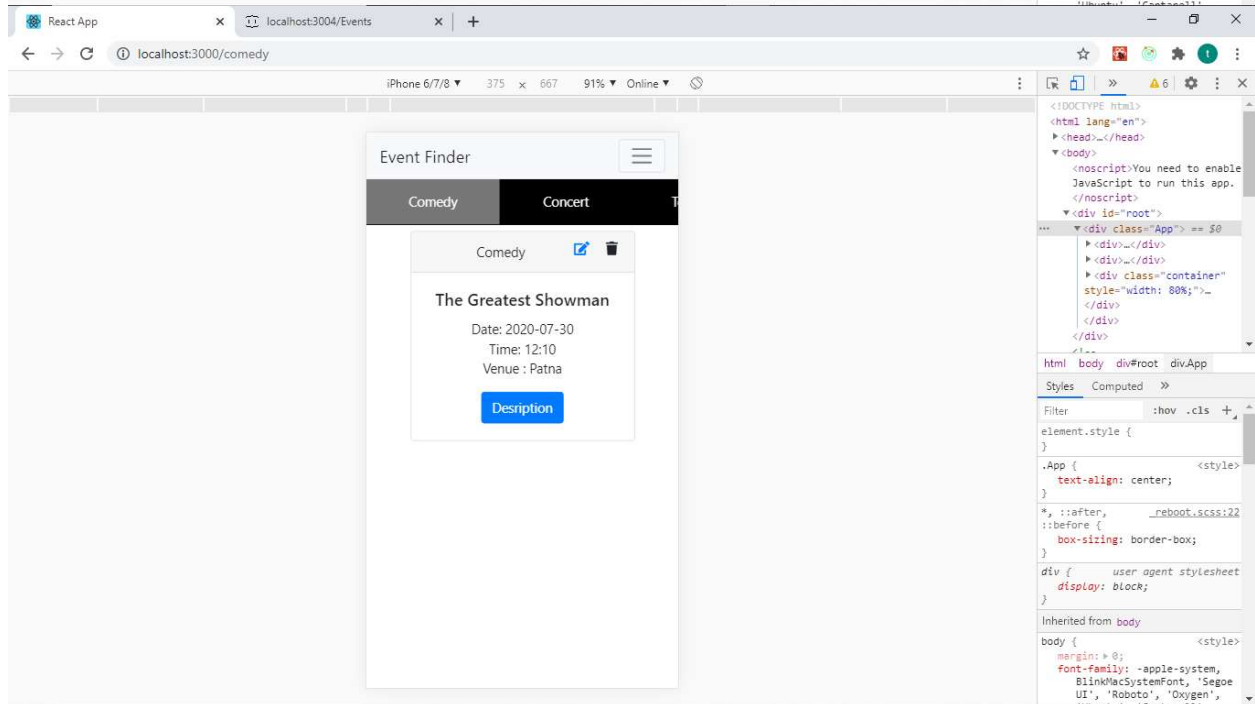 'Ubuntu', 'Cantarell',
React App
localhost:3004/Events
localhost:3000/comedy
t
iPhone 6/7/8 ▼ 375 x 667 91% ▼ Online ▼
6
Event Finder
Comedy Concert
Comedy
The Greatest Showman
Date: 2020-07-30
Time: 12:10
Venue : Patna
Desription
<!DOCTYPE html>
<html lang="en">
▶<head>…</head>
▼<body>
<noscript>You need to enable
JavaScript to run this app.
</noscript>
▼<div id="root">
▼<div class="App"> == $0
▶<div>…</div>
▶<div>…</div>
▶<div class="container"
style="width: 80%;">…
</div>
</div>
</div>
html body div#root div.App
Styles Computed »
Filter :hov .cls +
element.style {
}
.App { <style>
text-align: center;
}
*, ::after, _reboot.scss:22
::before {
box-sizing: border-box;
}
div { user agent stylesheet
display: block;
}
Inherited from body
body { <style>
margin: ▶ 0;
font-family: -apple-system,
BlinkMacSystemFont, 'Segoe
UI', 'Roboto', 'Oxygen',